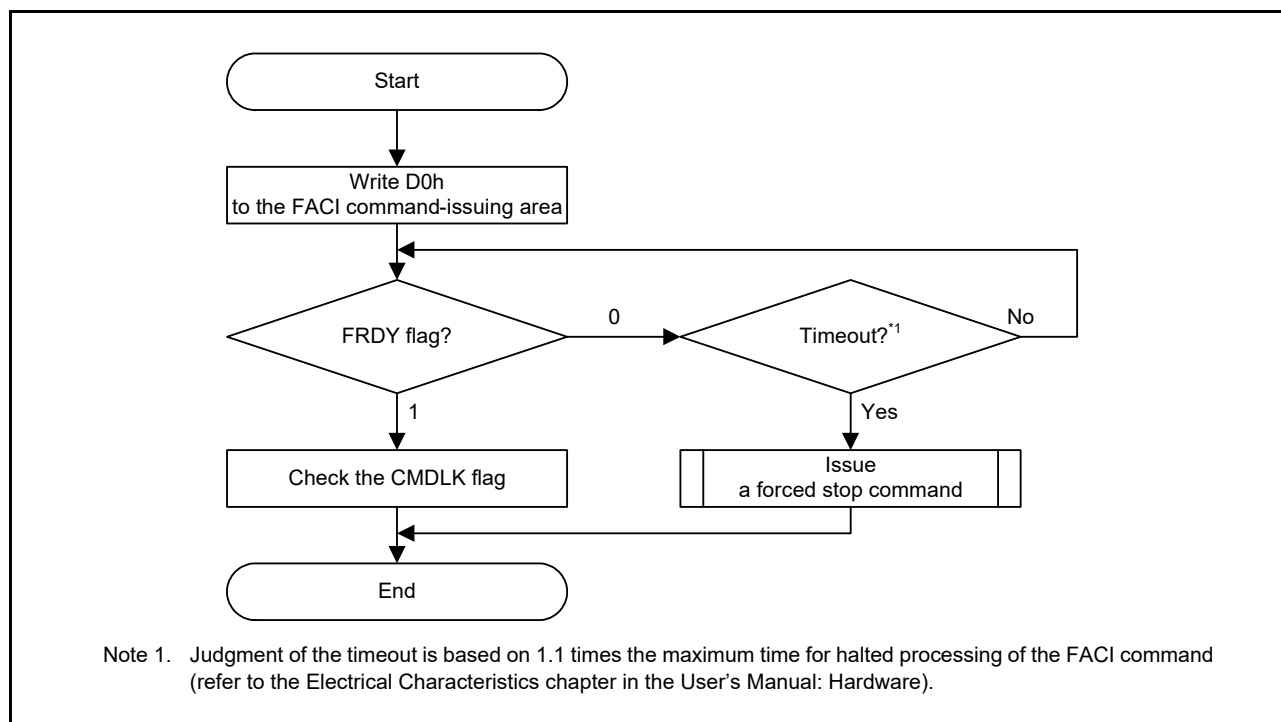 Start
Write D0h
to the FACI command-issuing area
FRDY flag?
0
Timeout?*1
No
1
Yes
Check the CMDLK flag
Issue
a forced stop command
End
Note 1. Judgment of the timeout is based on 1.1 times the maximum time for halted processing of the FACI command
(refer to the Electrical Characteristics chapter in the User’s Manual: Hardware).